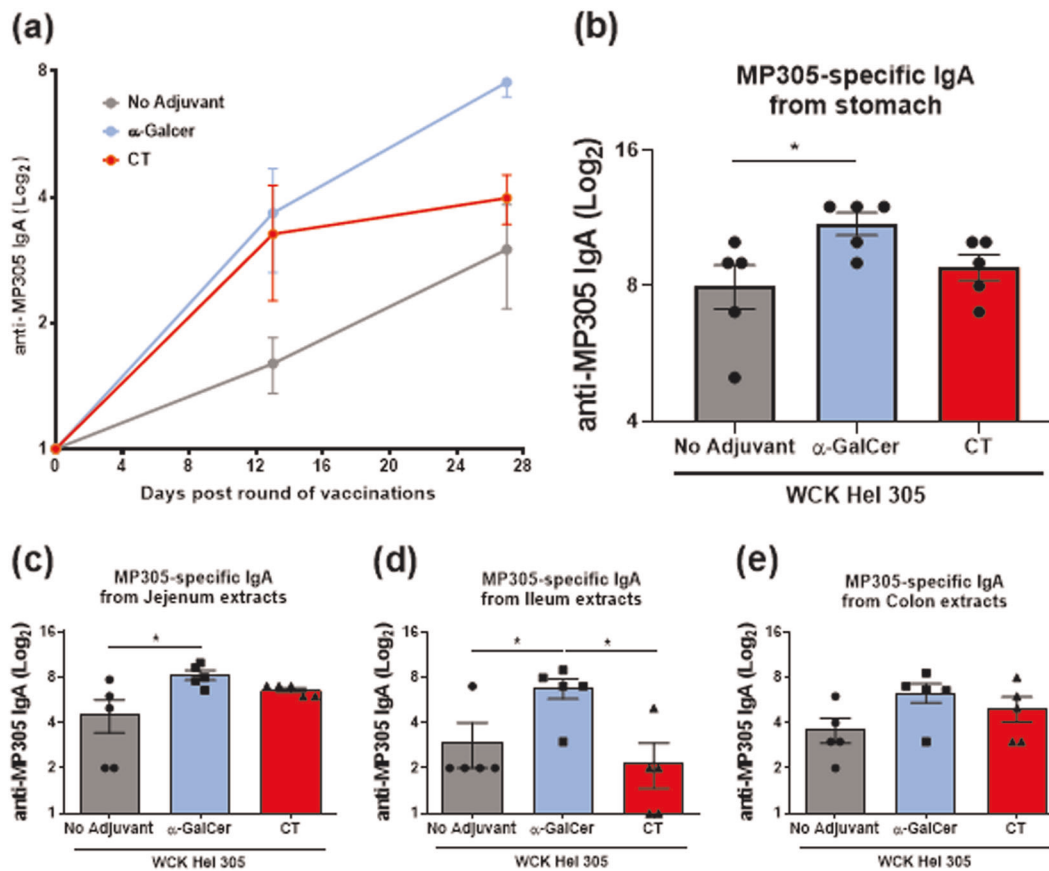 (a)
8
4
2
1
anti-MP305 IgA (Log2)
No Adjuvant
α-Galcer
CT
0 4 8 12 16 20 24 28
Days post round of vaccinations
(b)
MP305-specific IgA
from stomach
*
16
8
4
anti-MP305 IgA (Log2)
No Adjuvant α-GalCer CT
WCK Hel 305
(c)
MP305-specific IgA
from Jejenum extracts
*
16
8
4
2
1
anti-MP305 IgA (Log2)
No Adjuvant α-GalCer CT
WCK Hel 305
(d)
MP305-specific IgA
from Ileum extracts
* *
16
8
4
2
1
anti-MP305 IgA (Log2)
No Adjuvant α-GalCer CT
WCK Hel 305
(e)
MP305-specific IgA
from Colon extracts
16
8
4
2
1
anti-MP305 IgA (Log2)
No Adjuvant α-GalCer CT
WCK Hel 305